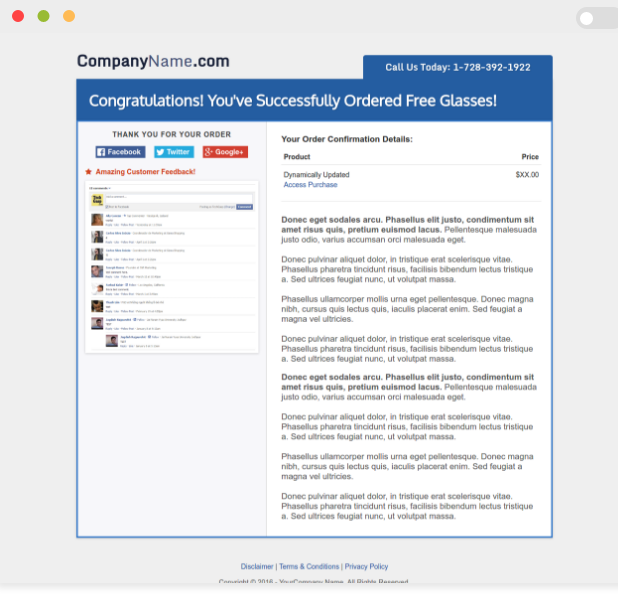 CompanyName.com
Call Us Today: 1-728-392-1922
Congratulations! You've Successfully Ordered Free Glasses!
THANK YOU FOR YOUR ORDER
Facebook
Twitter
Google+
Amazing Customer Feedback!
Your Order Confirmation Details:
Product Price
Dynamically Updated $XX.00
Access Purchase
Donec eget sodales arcu. Phasellus elit justo, condimentum sit
amet risus quis, pretium euismod lacus. Pellentesque malesuada
justo odio, varius accumsan orci malesuada eget.
Donec pulvinar aliquet dolor, in tristique erat scelerisque vitae.
Phasellus pharetra tincidunt risus, facilisis bibendum lectus tristique
a. Sed ultrices feugiat nunc, ut volutpat massa.
Phasellus ullamcorper mollis urna eget pellentesque. Donec magna
nibh, cursus quis lectus quis, iaculis placerat enim. Sed feugiat a
magna vel ultricies.
Donec pulvinar aliquet dolor, in tristique erat scelerisque vitae.
Phasellus pharetra tincidunt risus, facilisis bibendum lectus tristique
a. Sed ultrices feugiat nunc, ut volutpat massa.
Donec eget sodales arcu. Phasellus elit justo, condimentum sit
amet risus quis, pretium euismod lacus. Pellentesque malesuada
justo odio, varius accumsan orci malesuada eget.
Donec pulvinar aliquet dolor, in tristique erat scelerisque vitae.
Phasellus pharetra tincidunt risus, facilisis bibendum lectus tristique
a. Sed ultrices feugiat nunc, ut volutpat massa.
Phasellus ullamcorper mollis urna eget pellentesque. Donec magna
nibh, cursus quis lectus quis, iaculis placerat enim. Sed feugiat a
magna vel ultricies.
Donec pulvinar aliquet dolor, in tristique erat scelerisque vitae.
Phasellus pharetra tincidunt risus, facilisis bibendum lectus tristique
a. Sed ultrices feugiat nunc, ut volutpat massa.
Disclaimer | Terms & Conditions | Privacy Policy
Copyright © 2016 - YourCompany Name. All Rights Reserved